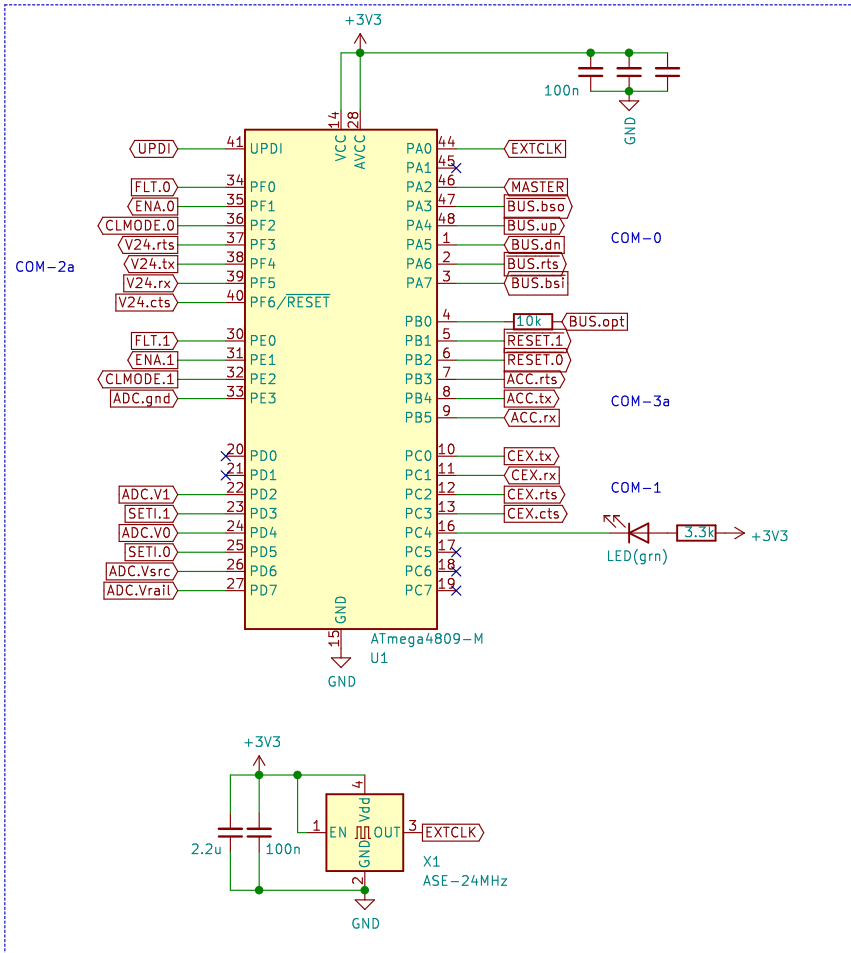 +3V3
100n
GND
14
28
VCC
AVCC
41
UPDI
UPDI
34
FLT.0
PF0
35
ENA.0
PF1
36
CLMODE.0
PF2
37
V24.rts
PF3
38
V24.tx
PF4
39
V24.rx
PF5
40
V24.cts
PF6/RESET
COM-2a
30
FLT.1
PE0
31
ENA.1
PE1
32
CLMODE.1
PE2
33
ADC.gnd
PE3
20
PD0
21
PD1
22
ADC.V1
PD2
23
SETI.1
PD3
24
ADC.V0
PD4
25
SETI.0
PD5
26
ADC.Vsrc
PD6
27
ADC.Vrail
PD7
PA0
44
EXTCLK
PA1
45
PA2
46
MASTER
PA3
47
BUS.bso
PA4
48
BUS.up
PA5
1
BUS.dn
PA6
2
BUS.rts
PA7
3
BUS.bsi
COM-0
PB0
4
10k
BUS.opt
PB1
5
RESET.1
PB2
6
RESET.0
PB3
7
ACC.rts
PB4
8
ACC.tx
PB5
9
ACC.rx
COM-3a
PC0
10
CEX.tx
PC1
11
CEX.rx
PC2
12
CEX.rts
PC3
13
CEX.cts
COM-1
PC4
16
LED(grn)
3.3k
+3V3
PC5
17
PC6
18
PC7
19
GND
15
GND
ATmega4809-M
U1
+3V3
2.2u
100n
4
Vdd
1
EN
OUT
3
EXTCLK
GND
2
GND
X1
ASE-24MHz